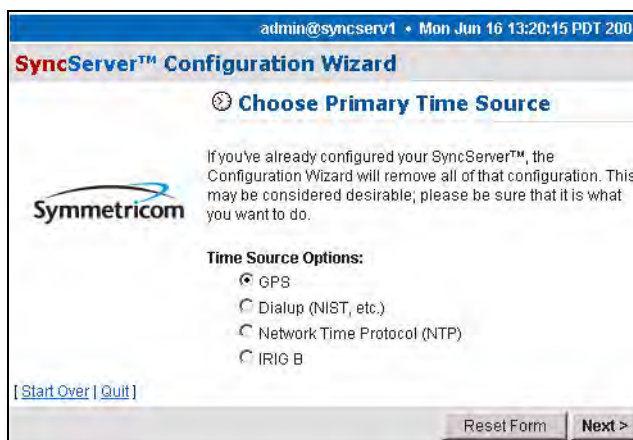 admin@syncserv1 • Mon Jun 16 13:20:15 PDT 200
SyncServer™ Configuration Wizard
Choose Primary Time Source
If you've already configured your SyncServer™, the
Configuration Wizard will remove all of that configuration. This
may be considered desirable; please be sure that it is what
you want to do.
Symmetricom
Time Source Options:
GPS
Dialup (NIST, etc.)
Network Time Protocol (NTP)
IRIG B
[ Start Over | Quit ]
Reset Form Next >